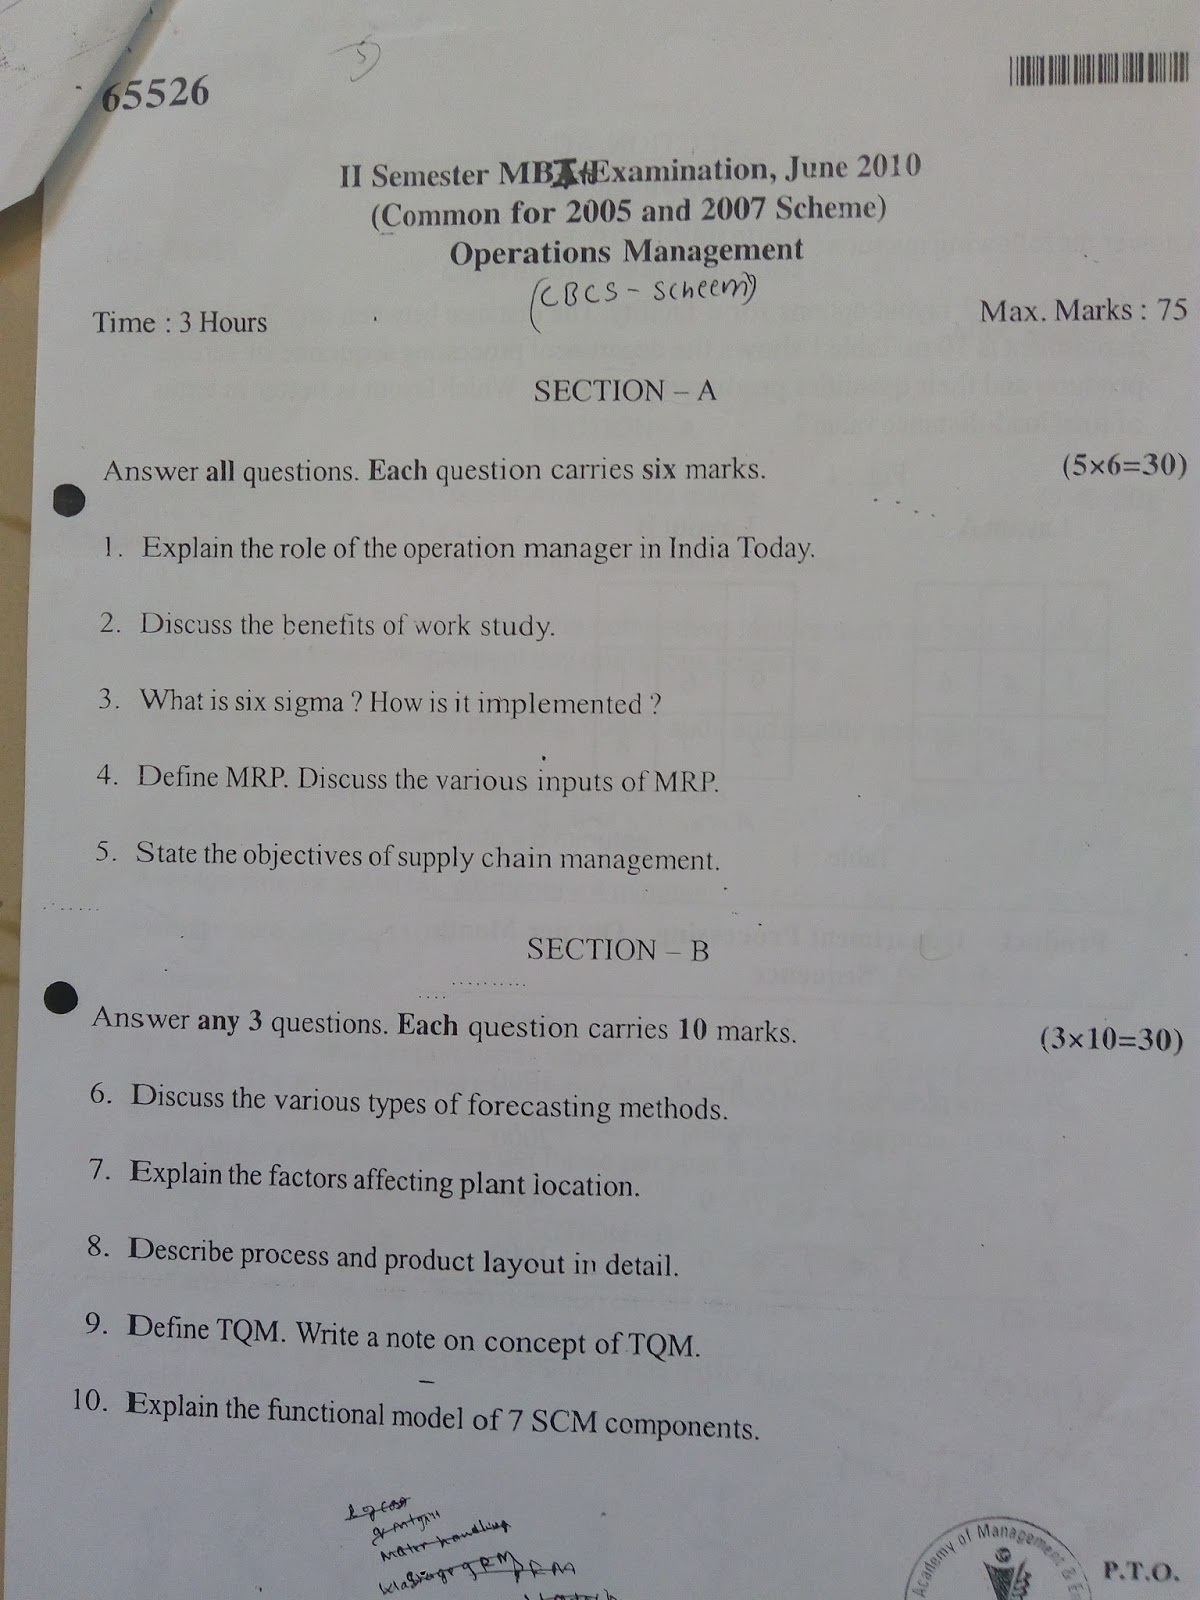 65526
II Semester MBA Examination, June 2010
(Common for 2005 and 2007 Scheme)
Operations Management
(CBCS - Scheem)
Time : 3 Hours
Max. Marks : 75
SECTION – A
Answer all questions. Each question carries six marks.
(5×6=30)
1. Explain the role of the operation manager in India Today.
2. Discuss the benefits of work study.
3. What is six sigma ? How is it implemented ?
4. Define MRP. Discuss the various inputs of MRP.
5. State the objectives of supply chain management.
SECTION – B
Answer any 3 questions. Each question carries 10 marks.
(3×10=30)
6. Discuss the various types of forecasting methods.
7. Explain the factors affecting plant location.
8. Describe process and product layout in detail.
9. Define TQM. Write a note on concept of TQM.
10. Explain the functional model of 7 SCM components.
handling
Academy of Management &
P.T.O.